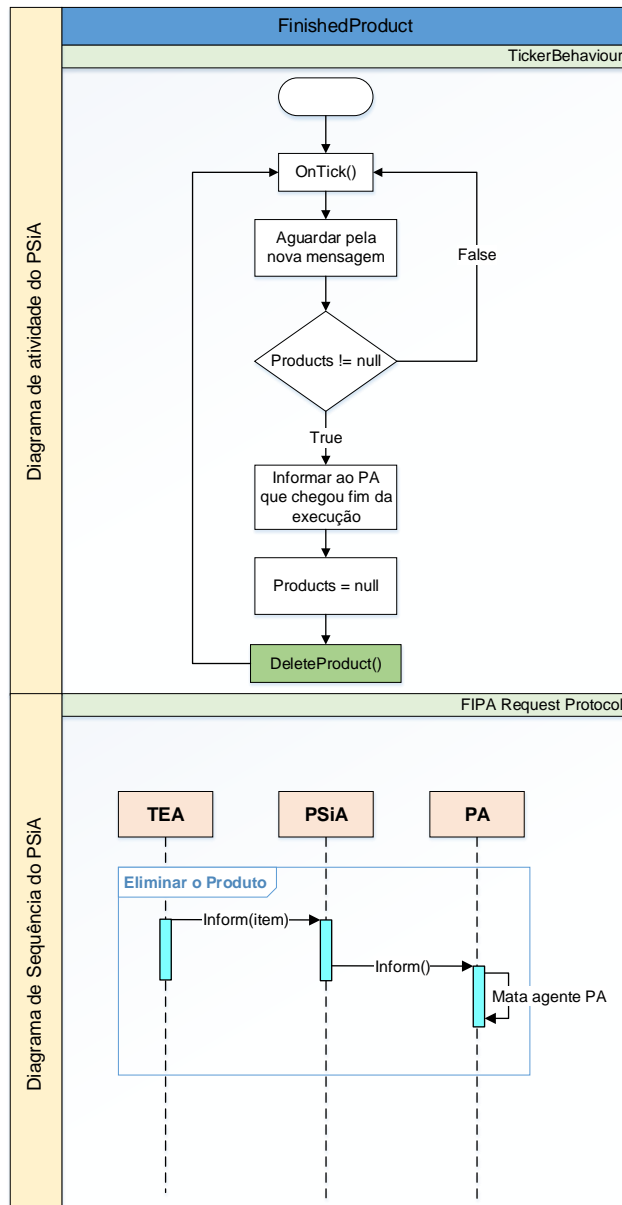 FinishedProduct
TickerBehaviour
Diagrama de atividade do PSiA
OnTick()
Aguardar pela
nova mensagem
False
Products != null
True
Informar ao PA
que chegou fim da
execução
Products = null
DeleteProduct()
FIPA Request Protocol
Diagrama de Sequência do PSiA
TEA
PSiA
PA
Eliminar o Produto
Inform(item)
Inform()
Mata agente PA